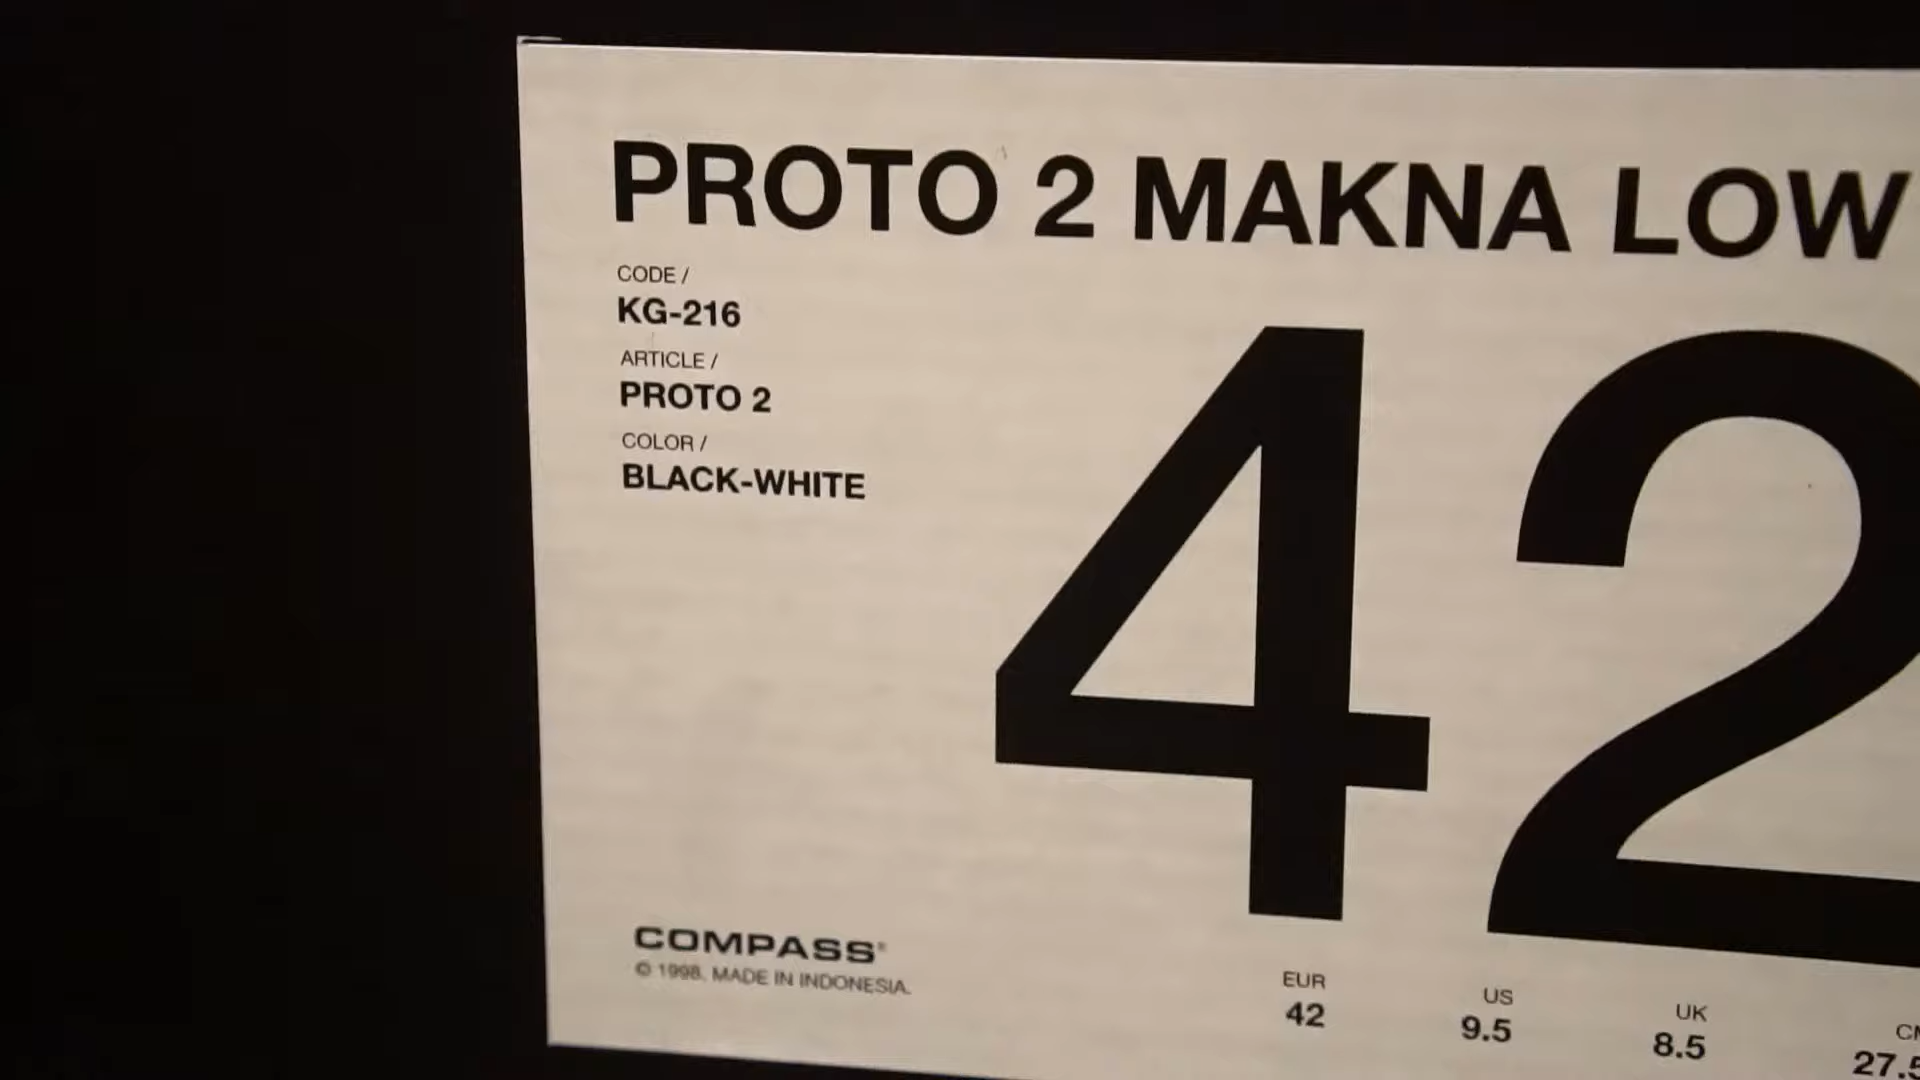 PROTO 2 MAKNA LOW
CODE /
KG-216
ARTICLE /
PROTO 2
COLOR /
BLACK-WHITE
42
COMPASS®
© 1998. MADE IN INDONESIA.
EUR US UK
42 9.5 8.5 27.5